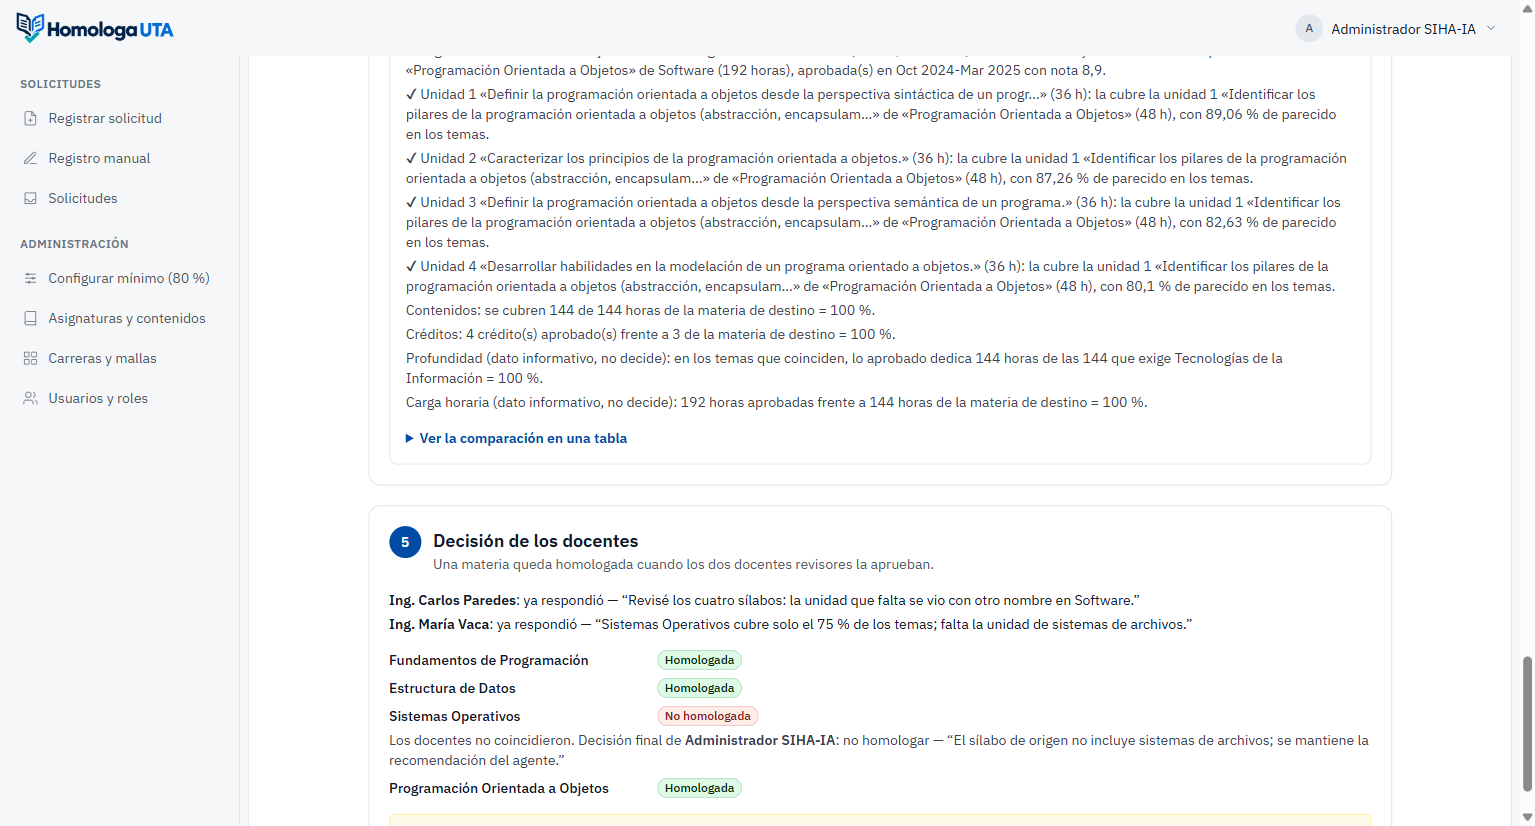 Homologa UTA
A
Administrador SIHA-IA
SOLICITUDES
Registrar solicitud
Registro manual
Solicitudes
ADMINISTRACIÓN
Configurar mínimo (80 %)
Asignaturas y contenidos
Carreras y mallas
Usuarios y roles
«Programación Orientada a Objetos» de Software (192 horas), aprobada(s) en Oct 2024-Mar 2025 con nota 8,9.
✓ Unidad 1 «Definir la programación orientada a objetos desde la perspectiva sintáctica de un progr...» (36 h): la cubre la unidad 1 «Identificar los
pilares de la programación orientada a objetos (abstracción, encapsulam...» de «Programación Orientada a Objetos» (48 h), con 89,06 % de parecido
en los temas.
✓ Unidad 2 «Caracterizar los principios de la programación orientada a objetos.» (36 h): la cubre la unidad 1 «Identificar los pilares de la programación
orientada a objetos (abstracción, encapsulam...» de «Programación Orientada a Objetos» (48 h), con 87,26 % de parecido en los temas.
✓ Unidad 3 «Definir la programación orientada a objetos desde la perspectiva semántica de un programa.» (36 h): la cubre la unidad 1 «Identificar los
pilares de la programación orientada a objetos (abstracción, encapsulam...» de «Programación Orientada a Objetos» (48 h), con 82,63 % de parecido
en los temas.
✓ Unidad 4 «Desarrollar habilidades en la modelación de un programa orientado a objetos.» (36 h): la cubre la unidad 1 «Identificar los pilares de la
programación orientada a objetos (abstracción, encapsulam...» de «Programación Orientada a Objetos» (48 h), con 80,1 % de parecido en los temas.
Contenidos: se cubren 144 de 144 horas de la materia de destino = 100 %.
Créditos: 4 crédito(s) aprobado(s) frente a 3 de la materia de destino = 100 %.
Profundidad (dato informativo, no decide): en los temas que coinciden, lo aprobado dedica 144 horas de las 144 que exige Tecnologías de la
Información = 100 %.
Carga horaria (dato informativo, no decide): 192 horas aprobadas frente a 144 horas de la materia de destino = 100 %.
Ver la comparación en una tabla
5
Decisión de los docentes
Una materia queda homologada cuando los dos docentes revisores la aprueban.
Ing. Carlos Paredes: ya respondió — “Revisé los cuatro sílabos: la unidad que falta se vio con otro nombre en Software.”
Ing. María Vaca: ya respondió — “Sistemas Operativos cubre solo el 75 % de los temas; falta la unidad de sistemas de archivos.”
Fundamentos de Programación Homologada
Estructura de Datos Homologada
Sistemas Operativos No homologada
Los docentes no coincidieron. Decisión final de Administrador SIHA-IA: no homologar — “El sílabo de origen no incluye sistemas de archivos; se mantiene la
recomendación del agente.”
Programación Orientada a Objetos Homologada